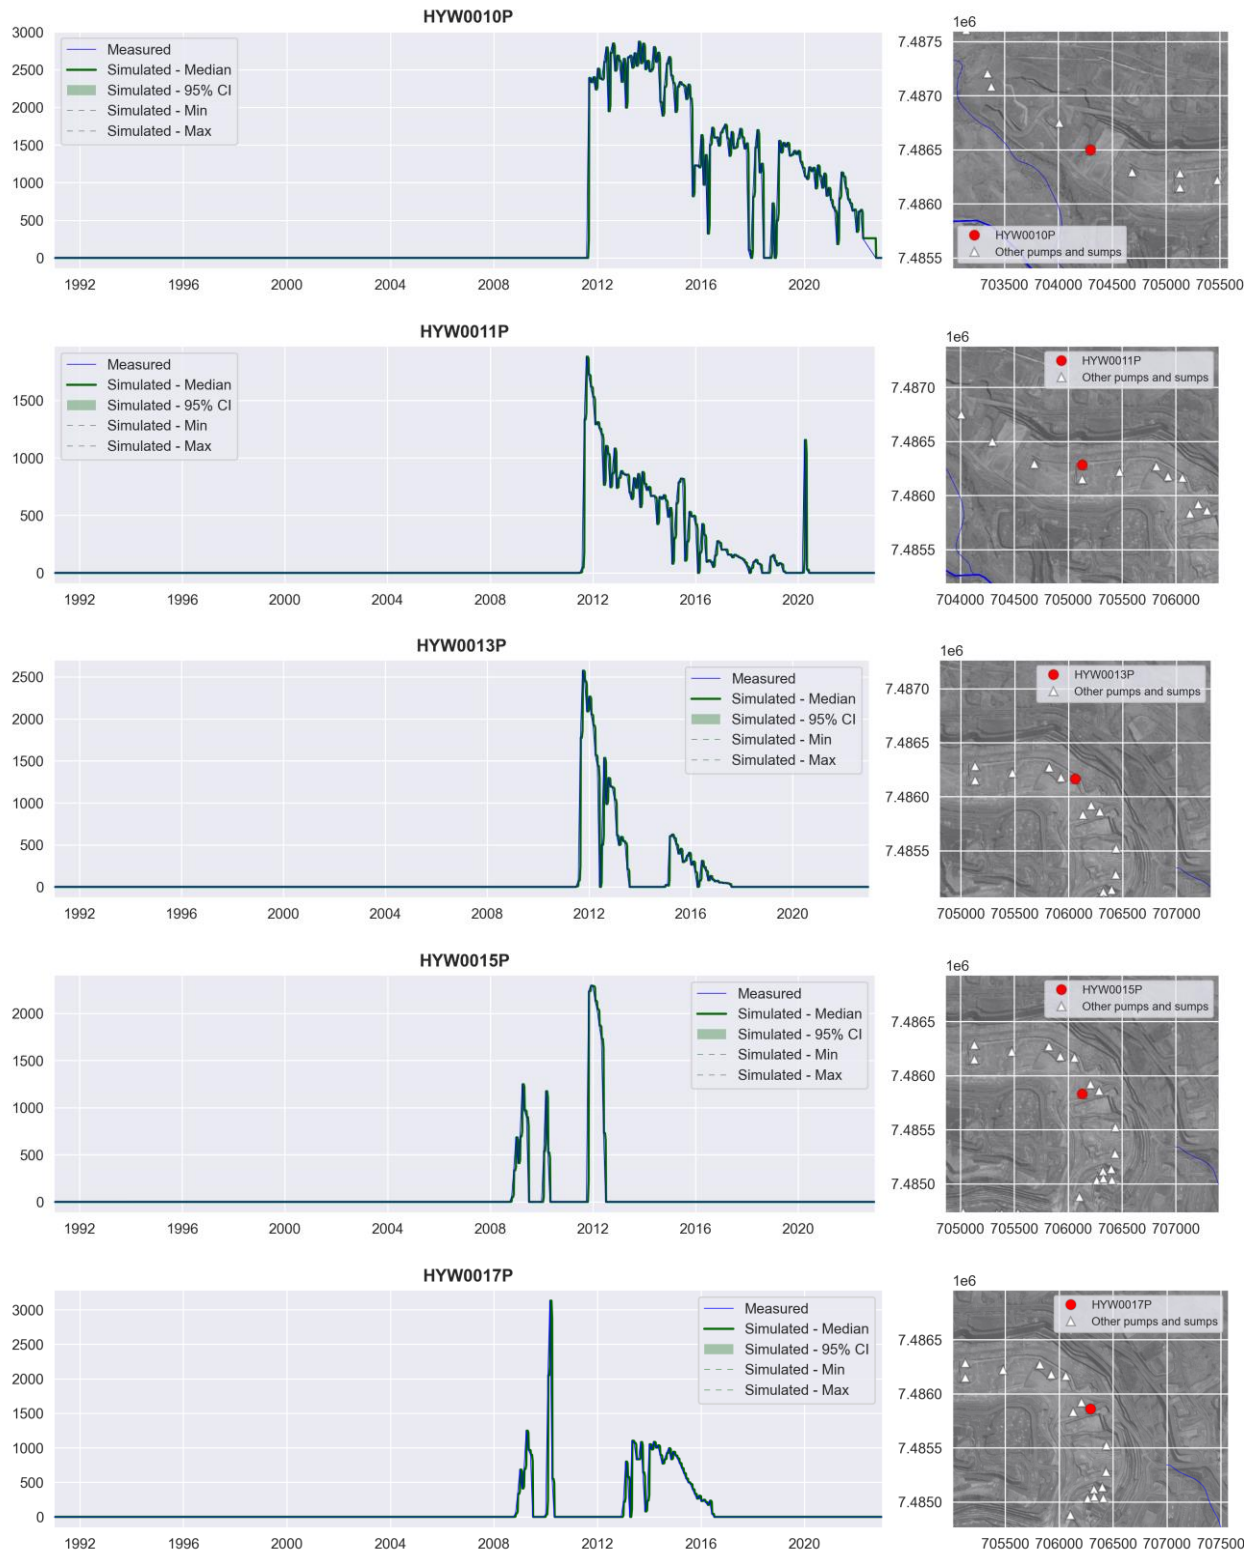 HYW0010P
3000
2500
2000
1500
1000
500
0
Measured
Simulated - Median
Simulated - 95% CI
Simulated - Min
Simulated - Max
1992 1996 2000 2004 2008 2012 2016 2020
1e6
7.4875
7.4870
7.4865
7.4860
7.4855
HYW0010P
Other pumps and sumps
703500 704000 704500 705000 705500
HYW0011P
1500
1000
500
0
Measured
Simulated - Median
Simulated - 95% CI
Simulated - Min
Simulated - Max
1992 1996 2000 2004 2008 2012 2016 2020
1e6
7.4870
7.4865
7.4860
7.4855
HYW0011P
Other pumps and sumps
704000 704500 705000 705500 706000
HYW0013P
2500
2000
1500
1000
500
0
Measured
Simulated - Median
Simulated - 95% CI
Simulated - Min
Simulated - Max
1992 1996 2000 2004 2008 2012 2016 2020
1e6
7.4870
7.4865
7.4860
7.4855
HYW0013P
Other pumps and sumps
705000 705500 706000 706500 707000
HYW0015P
2000
1500
1000
500
0
Measured
Simulated - Median
Simulated - 95% CI
Simulated - Min
Simulated - Max
1992 1996 2000 2004 2008 2012 2016 2020
1e6
7.4865
7.4860
7.4855
7.4850
HYW0015P
Other pumps and sumps
705000 705500 706000 706500 707000
HYW0017P
3000
2500
2000
1500
1000
500
0
Measured
Simulated - Median
Simulated - 95% CI
Simulated - Min
Simulated - Max
1992 1996 2000 2004 2008 2012 2016 2020
1e6
7.4865
7.4860
7.4855
7.4850
HYW0017P
Other pumps and sumps
705500 706000 706500 707000 707500